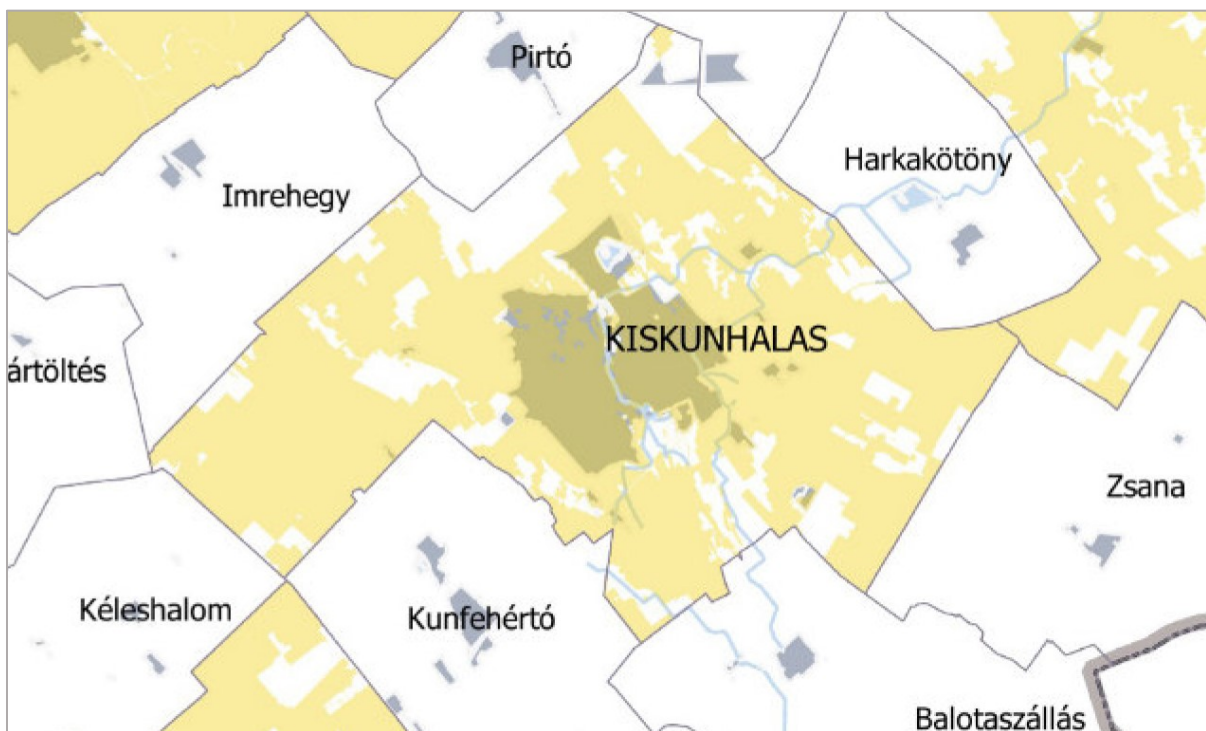 Pirtó
Harkakötöny
Imrehegy
KISKUNHALAS
ártöltés
Zsana
Kéleshalom
Kunfehértó
Balotaszállás